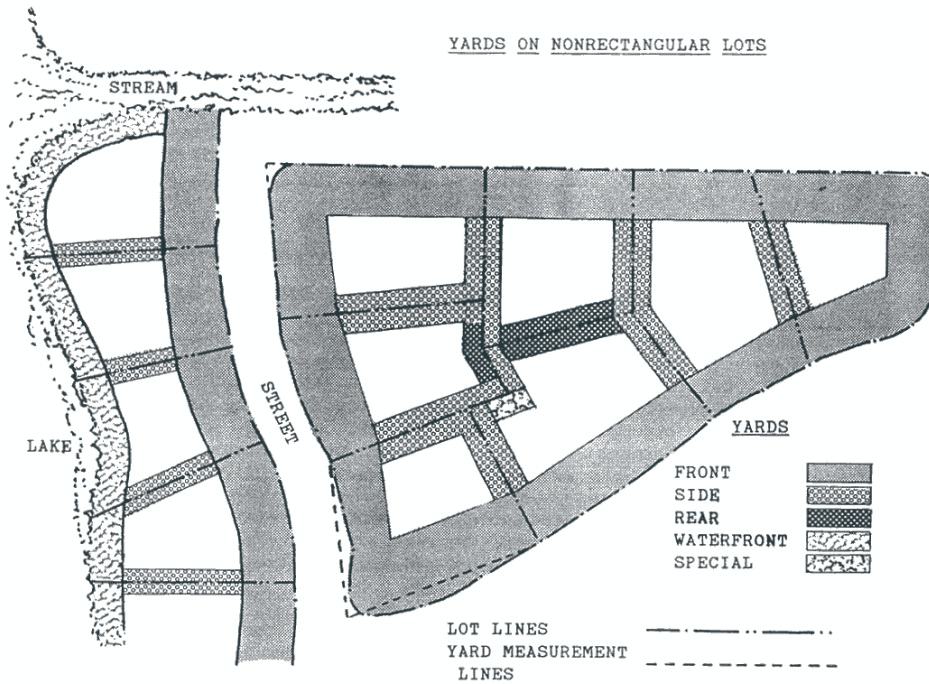 YARDS ON NONRECTANGULAR LOTS
STREAM
STREET
LAKE
YARDS
FRONT
SIDE
REAR
WATERFRONT
SPECIAL
LOT LINES
YARD MEASUREMENT
LINES